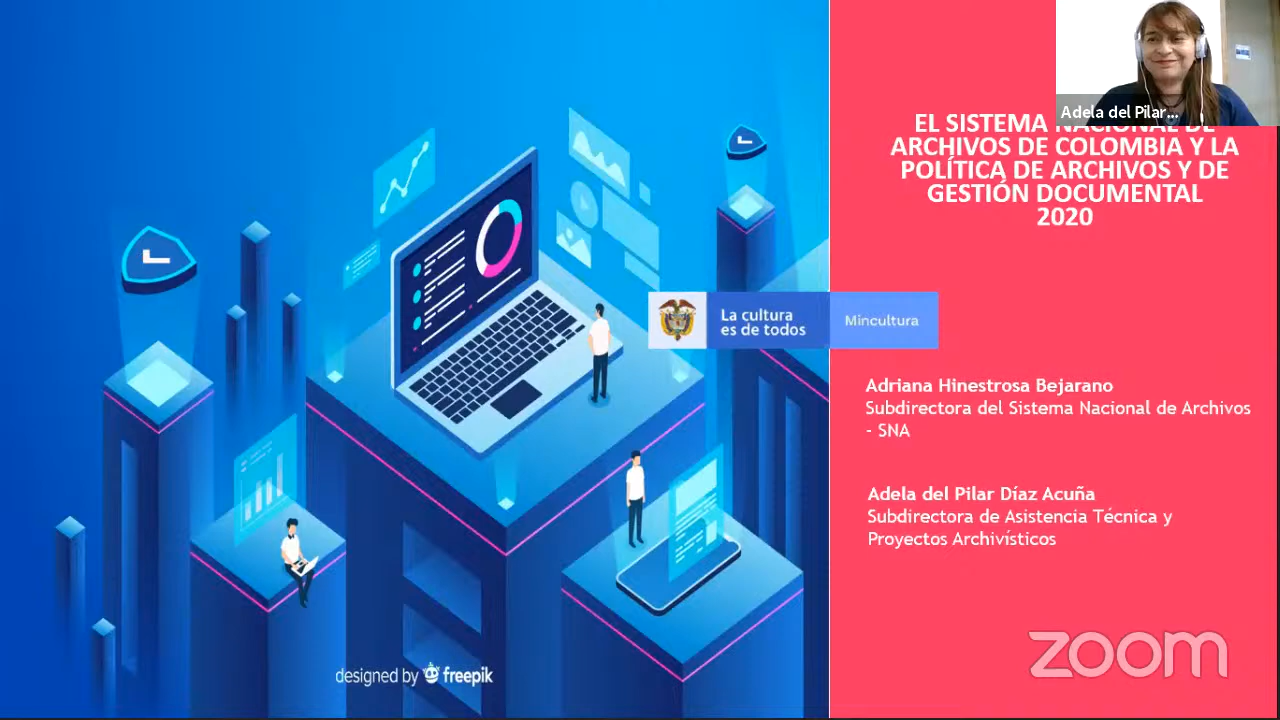 Adela del Pilar...
EL SISTEMA NACIONAL DE
ARCHIVOS DE COLOMBIA Y LA
POLÍTICA DE ARCHIVOS Y DE
GESTIÓN DOCUMENTAL
2020
La cultura
es de todos
Mincultura
Adriana Hinestrosa Bejarano
Subdirectora del Sistema Nacional de Archivos
- SNA
Adela del Pilar Díaz Acuña
Subdirectora de Asistencia Técnica y
Proyectos Archivísticos
zoom
designed by freepik